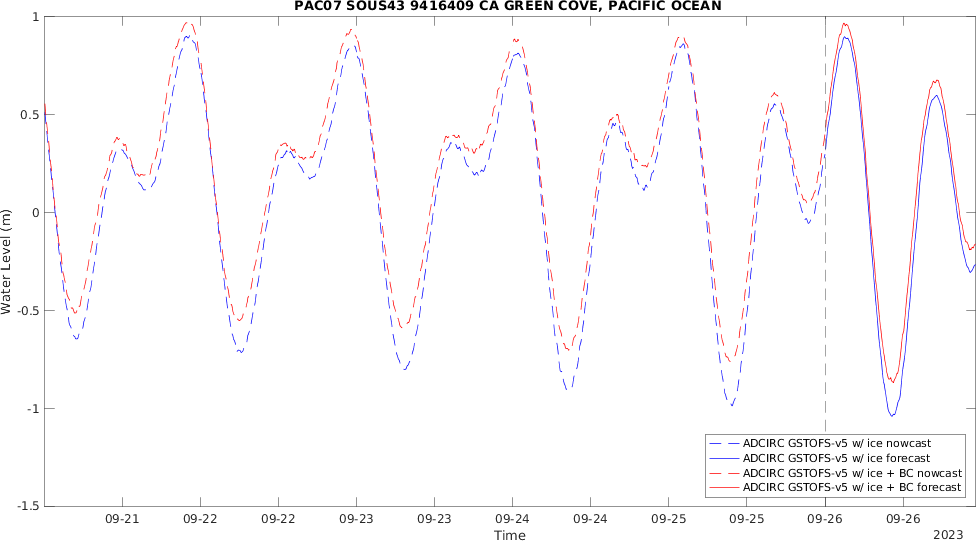 PAC07 SOUS43 9416409 CA GREEN COVE, PACIFIC OCEAN
1
0.5
0
-0.5
-1
-1.5
Water Level (m)
09-21
09-22
09-22
09-23
09-23
09-24
09-24
09-25
09-25
09-26
09-26
Time
2023
ADCIRC GSTOFS-v5 w/ ice nowcast
ADCIRC GSTOFS-v5 w/ ice forecast
ADCIRC GSTOFS-v5 w/ ice + BC nowcast
ADCIRC GSTOFS-v5 w/ ice + BC forecast